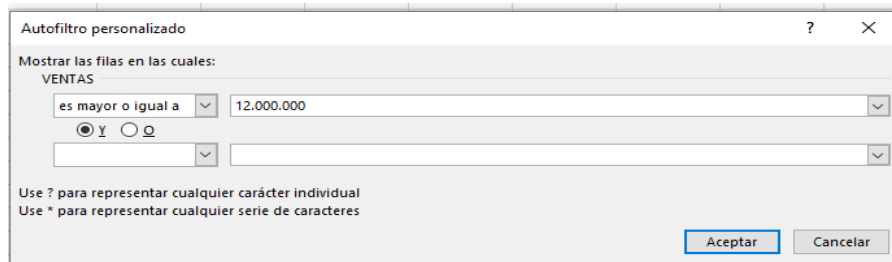 Autofiltro personalizado ? ×
Mostrar las filas en las cuales:
VENTAS
es mayor o igual a 12.000.000
Y O
Use ? para representar cualquier carácter individual
Use * para representar cualquier serie de caracteres
Aceptar Cancelar